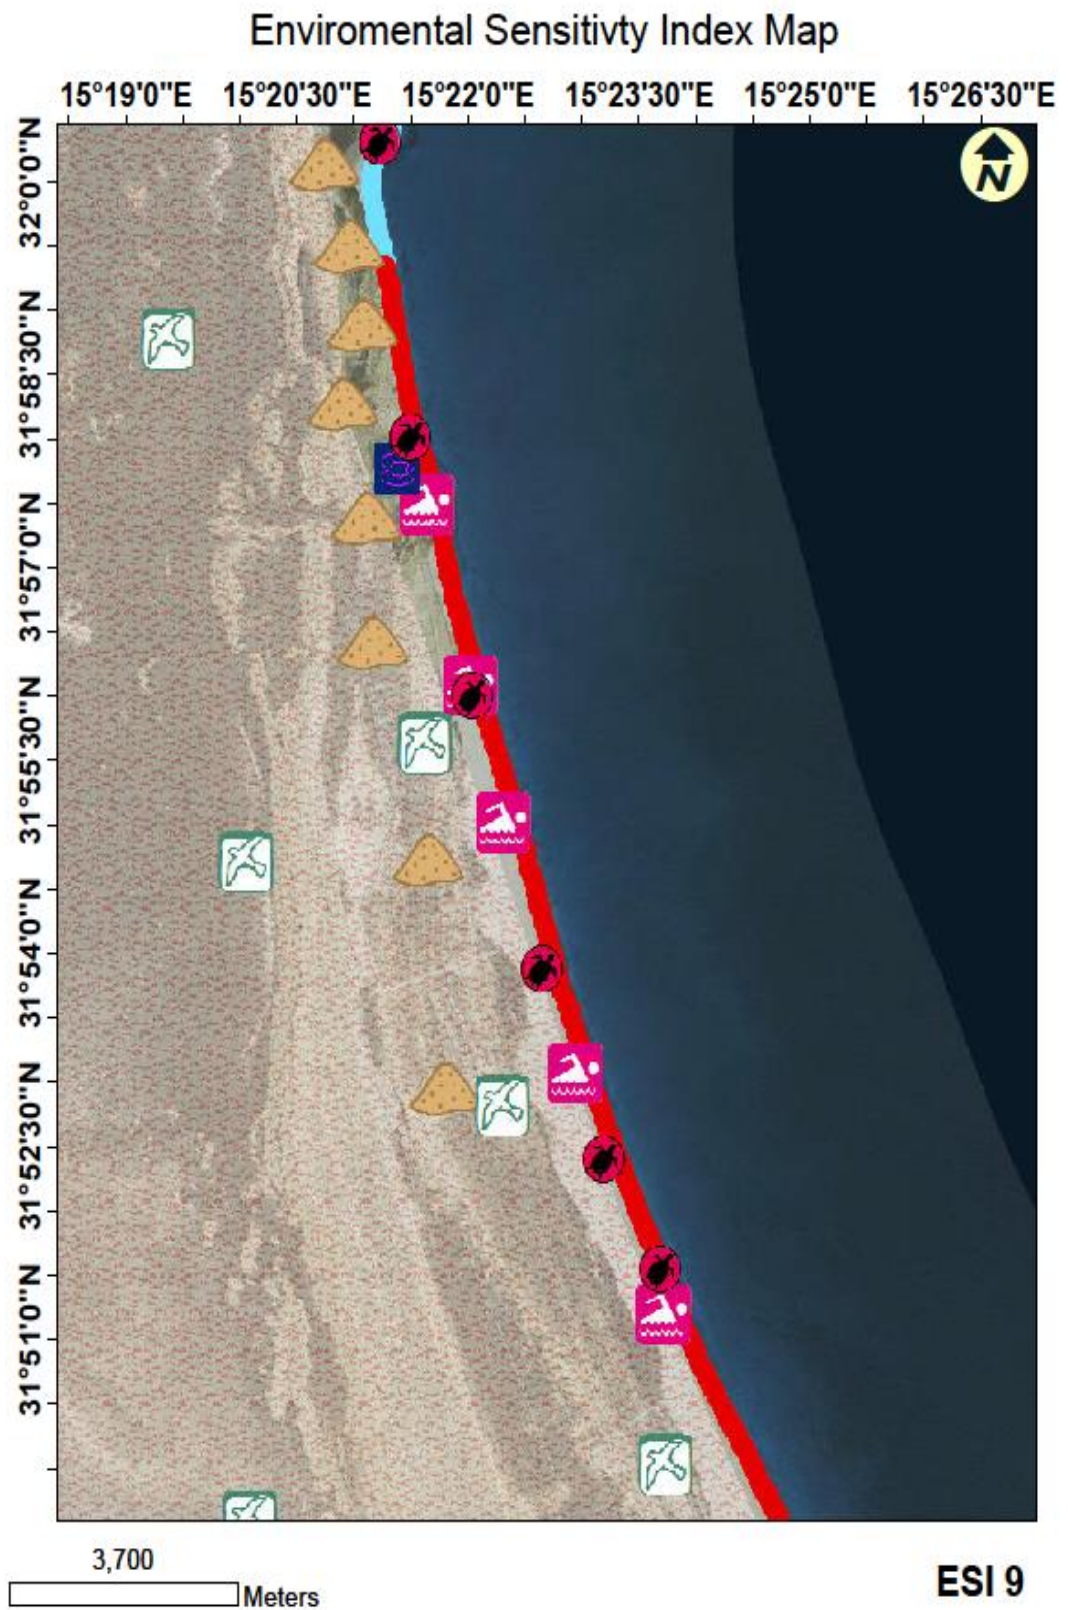 Enviromental Sensitivty Index Map
15°19'0"E 15°20'30"E 15°22'0"E 15°23'30"E 15°25'0"E 15°26'30"E
32°0'0"N
31°58'30"N
31°57'0"N
31°55'30"N
31°54'0"N
31°52'30"N
31°51'0"N
N
3,700
Meters
ESI 9